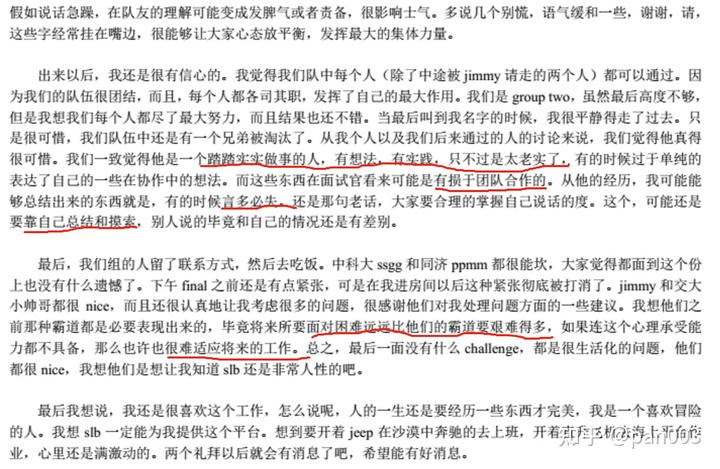 假如说话急躁，在队友的理解可能变成发脾气或者责备，很影响士气。多说几个别慌，语气缓和一些，谢谢，请，
这些字经常挂在嘴边，很能够让大家心态放平衡，发挥最大的集体力量。
出来以后，我还是很有信心的。我觉得我们队中每个人（除了中途被 jimmy 请走的两个人）都可以通过。因
为我们的队伍很团结，而且，每个人都各司其职，发挥了自己的最大作用。我们是 group two，虽然最后高度不够，
但是我想我们每个人都尽了最大努力，而且结果也还不错。当最后叫到我名字的时候，我很平静得走了过去。只
是很可惜，我们队伍中还是有一个兄弟被淘汰了。从我个人以及我们后来通过的人的讨论来说，我们觉得他真得
很可惜。我们一致觉得他是一个踏踏实实做事的人，有想法，有实践，只不过是太老实了，有的时候过于单纯的
表达了自己的一些在协作中的想法。而这些东西在面试官看来可能是有损于团队合作的。从他的经历，我可能能
够总结出来的东西就是，有的时候言多必失。还是那句老话，大家要合理的掌握自己说话的度。这个，可能还是
要靠自己总结和摸索，别人说的毕竟和自己的情况还是有差别。
最后，我们组的人留了联系方式，然后去吃饭。中科大 ssgg 和同济 ppmm 都很能砍，大家觉得都面到这个份
上也没有什么遗憾了。下午 final 之前还是有点紧张，可是在我进房间以后这种紧张彻底被打消了。jimmy 和交大
小帅哥都很 nice，而且还很认真地让我考虑很多的问题，很感谢他们对我处理问题方面的一些建议。我想他们之
前那种霸道都是必要表现出来的，毕竟将来所要面对困难远远比他们的霸道要艰难得多，如果连这个心理承受能
力都不具备，那么也许也很难适应将来的工作。总之，最后一面没有什么 challenge，都是很生活化的问题，他们
都很 nice，我想他们是想让我知道 slb 还是非常人性的吧。
最后我想说，我还是很喜欢这个工作，怎么说呢，人的一生还是要经历一些东西才完美，我是一个喜欢冒险
的人。我想 slb 一定能为我提供这个平台。想到要开着 jeep 在沙漠中奔驰的去上班，开着直升飞机去海上平台作
业，心里还是满激动的。两个礼拜以后就会有消息了吧，希望能有好消息。
知乎 @pan003